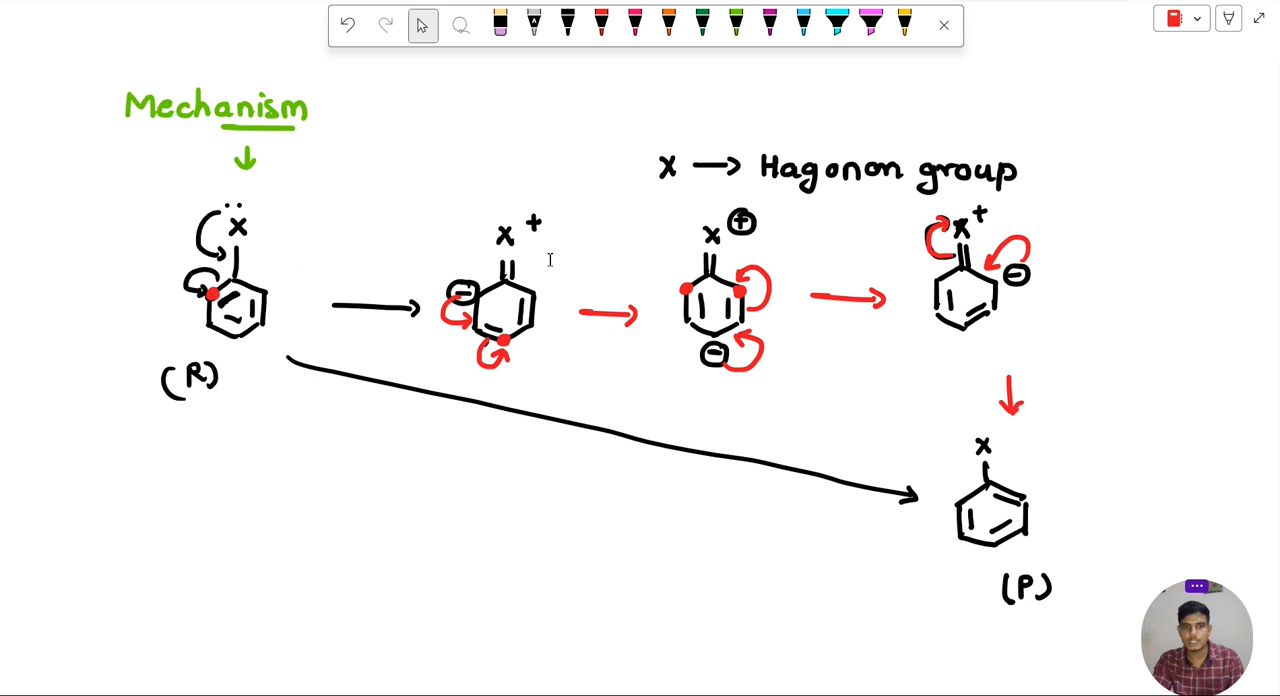 Mechanism
X → Hagonon group
X
X +
X ⊕
X +
⊖
⊖
⊖
(R)
X
(P)